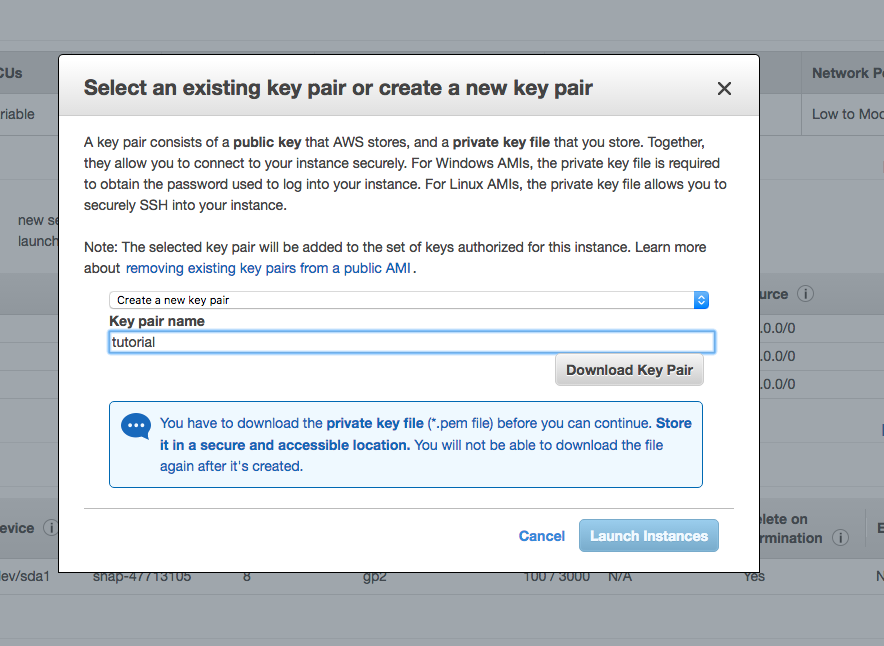 CUs
Network
riable
Low to
Select an existing key pair or create a new key pair
A key pair consists of a public key that AWS stores, and a private key file that you store. Together,
they allow you to connect to your instance securely. For Windows AMIs, the private key file is required
to obtain the password used to log into your instance. For Linux AMIs, the private key file allows you to
securely SSH into your instance.
new
launch
Note: The selected key pair will be added to the set of keys authorized for this instance. Learn more
about removing existing key pairs from a public AMI.
Create a new key pair
urce
Key pair name
.0.0/0
tutorial
.0.0/0
Download Key Pair
.0.0/0
You have to download the private key file (*.pem file) before you can continue. Store
it in a secure and accessible location. You will not be able to download the file
again after it's created.
Cancel
Launch Instances
evice
lete on
rmination
ev/sda1 snap-47713105 8 gp2 100 / 3000 N/A Yes